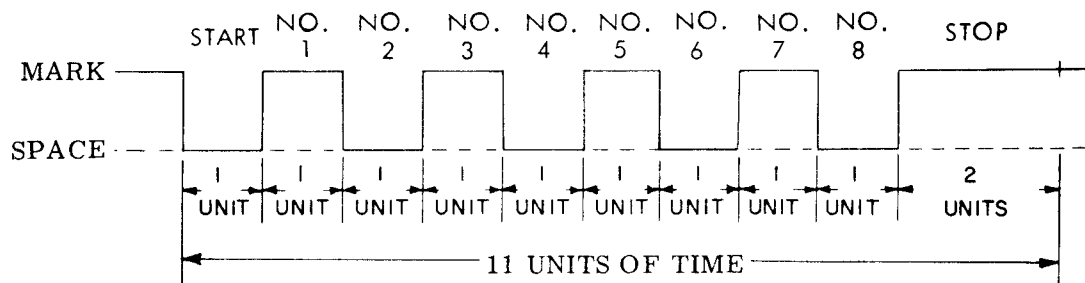 START NO. NO. NO. NO. NO. NO. NO. NO. STOP
1 2 3 4 5 6 7 8
MARK
SPACE
1 1 1 1 1 1 1 1 1 2
UNIT UNIT UNIT UNIT UNIT UNIT UNIT UNIT UNIT UNITS
11 UNITS OF TIME